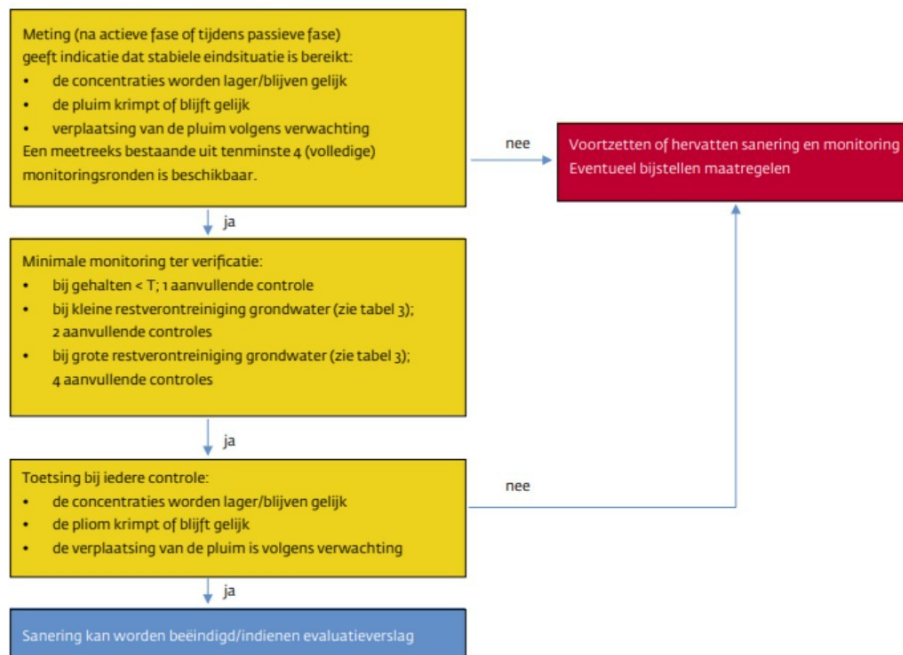 Meting (na actieve fase of tijdens passieve fase)
geeft indicatie dat stabiele eindsituatie is bereikt:
• de concentraties worden lager/blijven gelijk
• de pluim krimpt of blijft gelijk
• verplaatsing van de pluim volgens verwachting
Een meetreeks bestaande uit tenminste 4 (volledige)
monitoringsronden is beschikbaar.
nee
Voortzetten of hervatten sanering en monitoring
Eventueel bijstellen maatregelen
ja
Minimale monitoring ter verificatie:
• bij gehalten < T; 1 aanvullende controle
• bij kleine restverontreiniging grondwater (zie tabel 3);
2 aanvullende controles
• bij grote restverontreiniging grondwater (zie tabel 3);
4 aanvullende controles
ja
Toetsing bij iedere controle:
• de concentraties worden lager/blijven gelijk
• de pliom krimpt of blijft gelijk
• de verplaatsing van de pluim is volgens verwachting
nee
ja
Sanering kan worden beëindigd/indienen evaluatieverslag